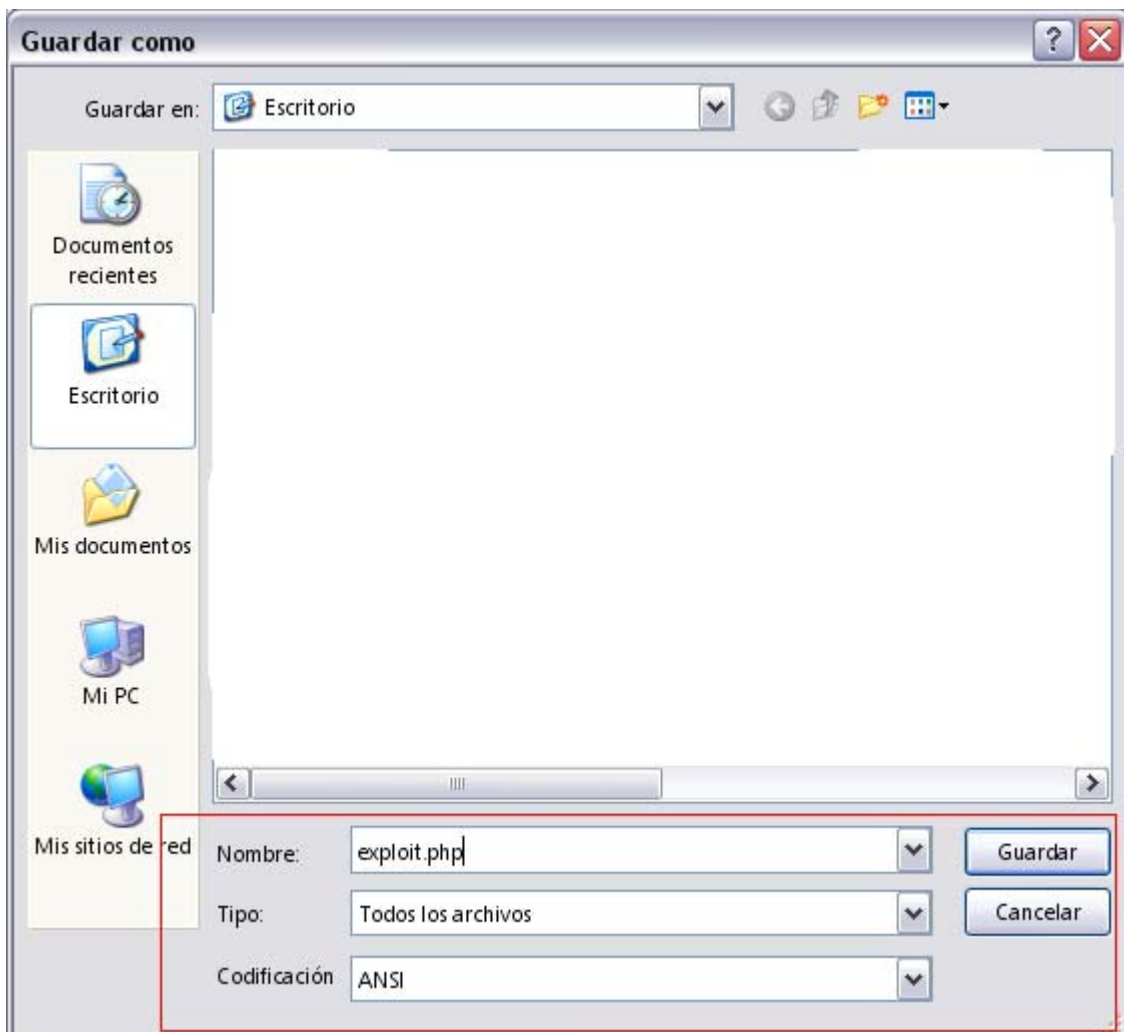 Guardar como
Guardar en: Escritorio
Documentos
recientes
Escritorio
Mis documentos
Mi PC
Mis sitios de red
Nombre: exploit.php Guardar
Tipo: Todos los archivos Cancelar
Codificación ANSI